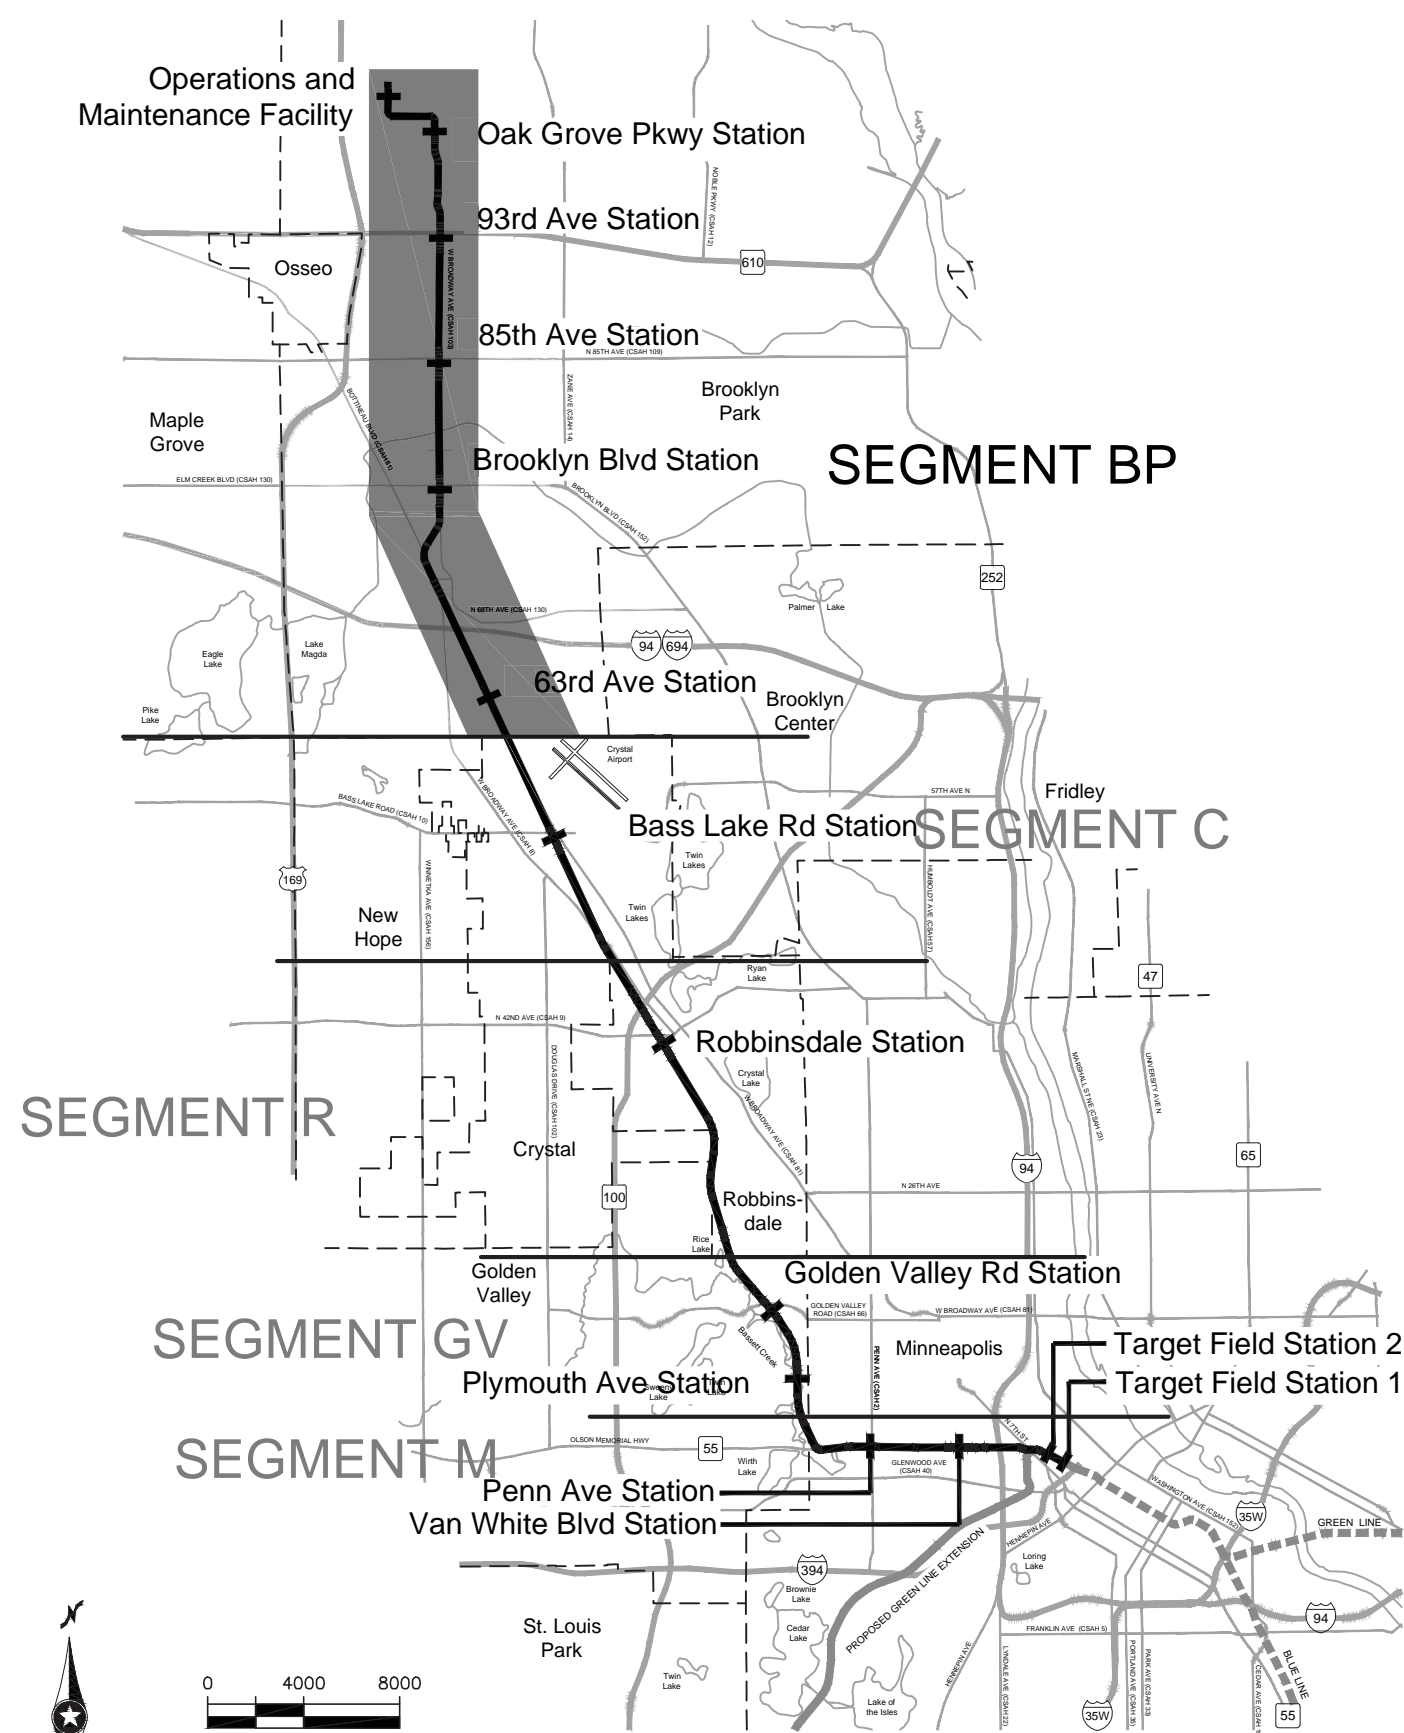 Operations and
Maintenance Facility
Oak Grove Pkwy Station
NOBLE PKWY (CSAH 12)
93rd Ave Station
610
Osseo
W BROADWAY AVE (CSAH 103)
85th Ave Station
N 85TH AVE (CSAH 109)
ZANE AVE (CSAH 14)
Brooklyn
Park
BOTTINEAU BLVD (CSAH 81)
Maple
Grove
Brooklyn Blvd Station
SEGMENT BP
ELM CREEK BLVD (CSAH 130)
BROOKLYN BLVD (CSAH 152)
252
Palmer Lake
N 68TH AVE (CSAH 130)
94
694
Eagle
Lake
Lake
Magda
63rd Ave Station
Brooklyn
Center
Pike
Lake
Crystal
Airport
57TH AVE N
Fridley
BASS LAKE ROAD (CSAH 10)
W BROADWAY AVE (CSAH 8)
Bass Lake Rd Station
SEGMENT C
Twin
Lakes
169
WINNETKA AVE (CSAH 156)
HUMBOLDT AVE (CSAH 57)
New
Hope
Twin
Lakes
Ryan
Lake
47
N 42ND AVE (CSAH 9)
Robbinsdale Station
DOUGLAS DRIVE (CSAH 102)
Crystal
Lake
MARSHALL ST NE (CSAH 23)
UNIVERSITY AVE N
W BROADWAY AVE (CSAH 81)
SEGMENT R
Crystal
65
94
100
N 26TH AVE
Robbins-
dale
Rice
Lake
Golden
Valley
Golden Valley Rd Station
GOLDEN VALLEY
ROAD (CSAH 66)
W BROADWAY AVE (CSAH 81)
SEGMENT GV
Bassett Creek
Minneapolis
Target Field Station 2
PENN AVE (CSAH 2)
Plymouth Ave Station
Sweeny
Lake
Twin
Lake
Target Field Station 1
N 7TH ST
SEGMENT M
OLSON MEMORIAL HWY
55
Wirth
Lake
GLENWOOD AVE
(CSAH 40)
Penn Ave Station
WASHINGTON AVE (CSAH 152)
Van White Blvd Station
35W
GREEN LINE
HENNEPIN AVE
394
Loring
Lake
Brownie
Lake
PROPOSED GREEN LINE EXTENSION
94
St. Louis
Park
Cedar
Lake
FRANKLIN AVE (CSAH 5)
HENNEPIN AVE
LYNDALE AVE (CSAH 22)
PORTLAND AVE (CSAH 35)
PARK AVE (CSAH 33)
CEDAR AVE (CSAH
BLUE LINE
Twin
Lake
Lake of
the Isles
35W
55
N
0 4000 8000